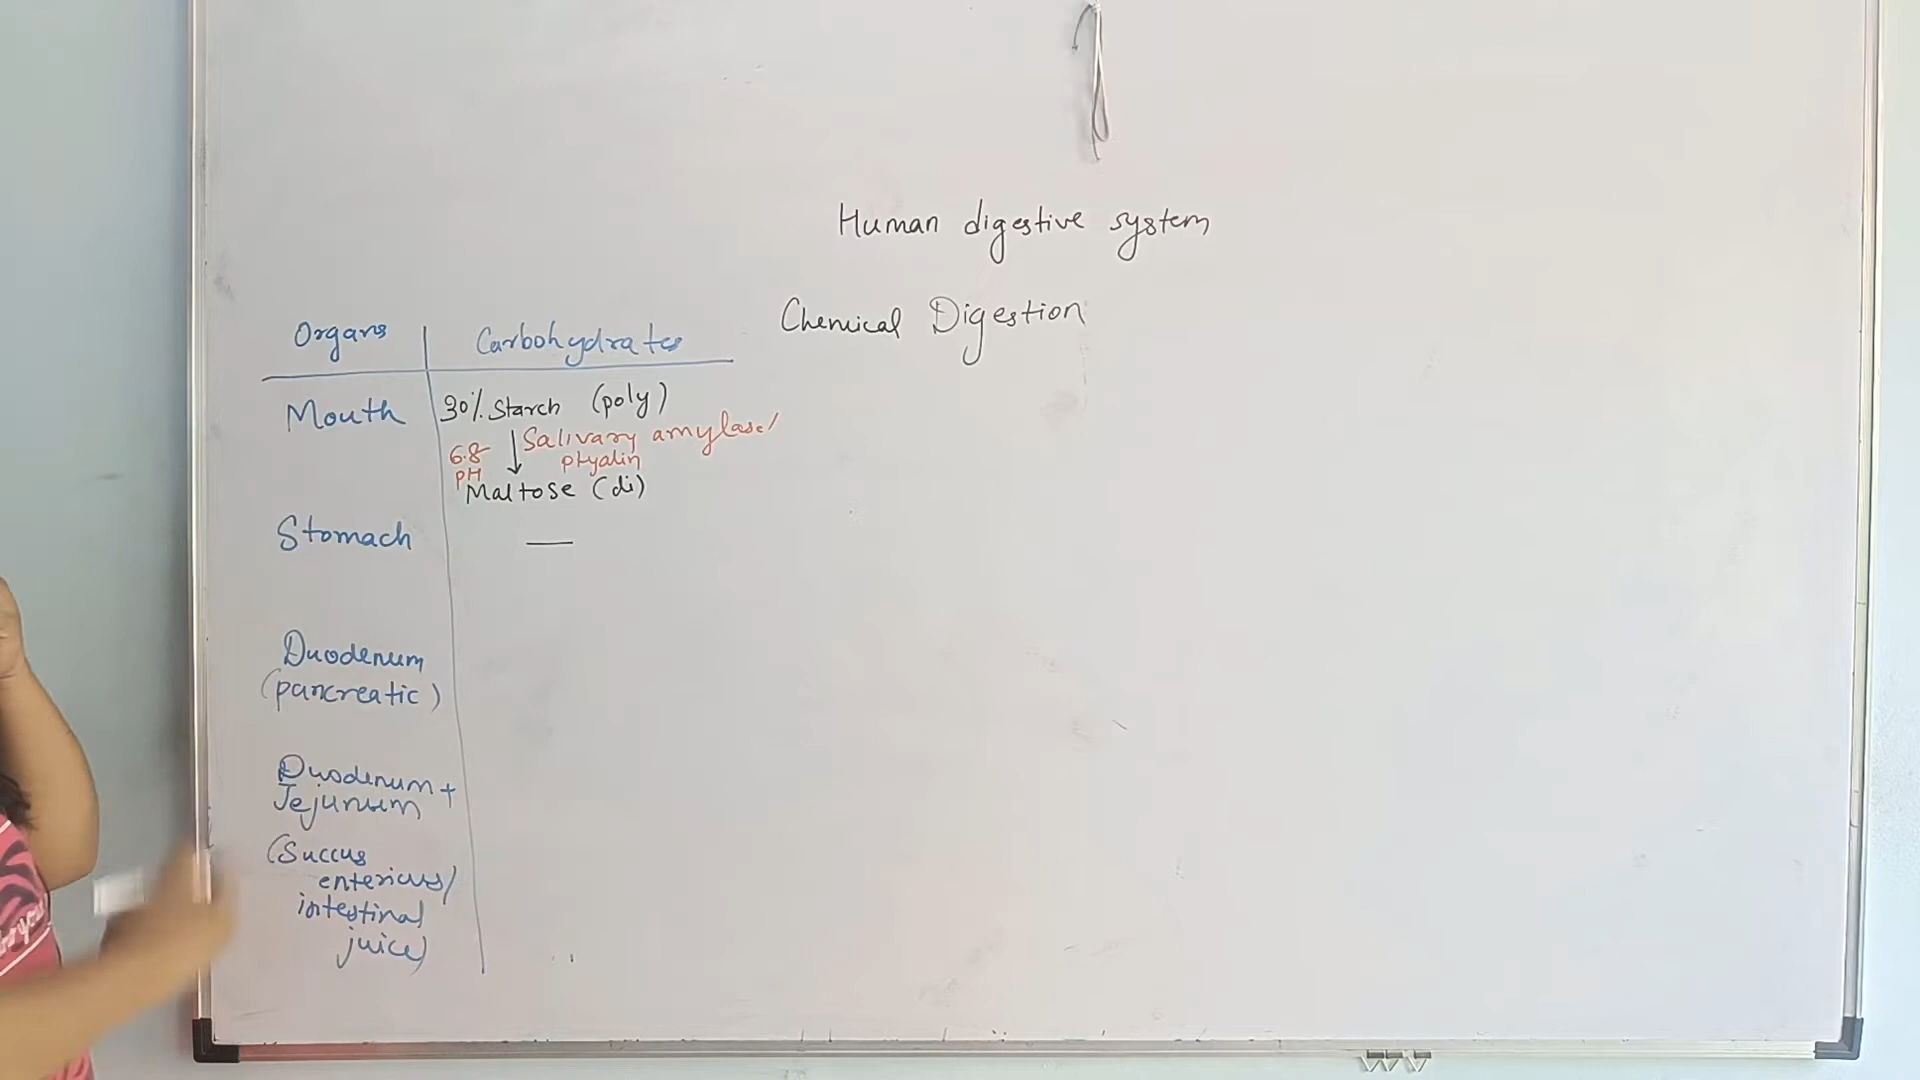 Human digestive system
Chemical Digestion
Organs Carbohydrates
Mouth 30% Starch (poly)
6.8 pH Salivary amylase/
ptyalin
Maltose (di)
Stomach —
Duodenum
(pancreatic)
Duodenum +
Jejunum
(Succus
entericus/
intestinal
juice)